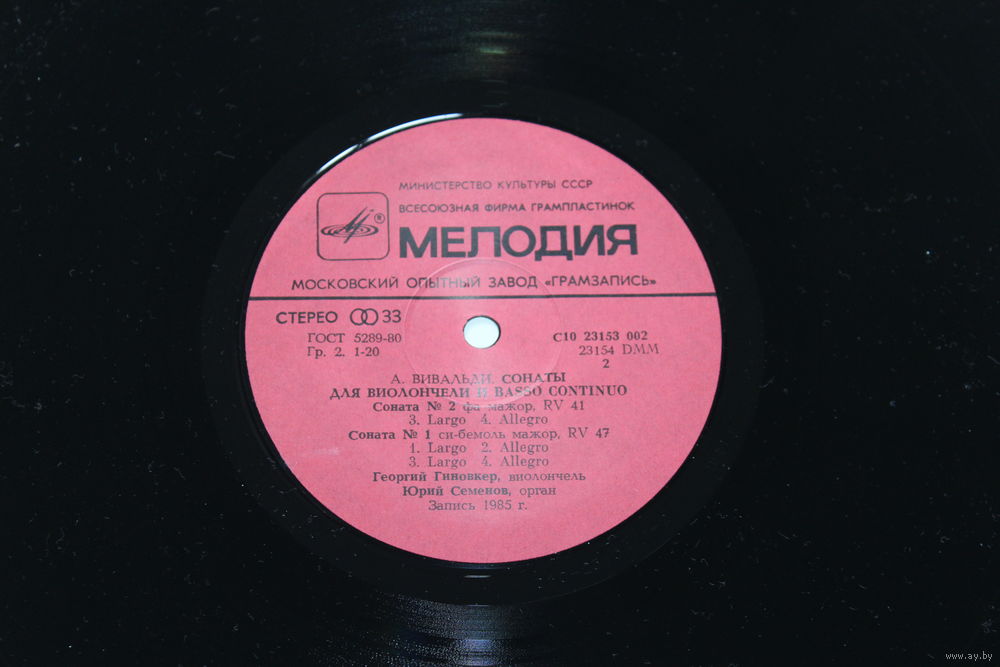 МИНИСТЕРСТВО КУЛЬТУРЫ СССР
ВСЕСОЮЗНАЯ ФИРМА ГРАМПЛАСТИНОК
®
МЕЛОДИЯ
МОСКОВСКИЙ ОПЫТНЫЙ ЗАВОД «ГРАМЗАПИСЬ»
СТЕРЕО 33
ГОСТ 5289-80
Гр. 2. 1-20
С10 23153 002
23154 DMM
2
А. ВИВАЛЬДИ. СОНАТЫ
ДЛЯ ВИОЛОНЧЕЛИ И BASSO CONTINUO
Соната № 2 фа мажор, RV 41
3. Largo 4. Allegro
Соната № 1 си-бемоль мажор, RV 47
1. Largo 2. Allegro
3. Largo 4. Allegro
Георгий Гиновкер, виолончель
Юрий Семенов, орган
Запись 1985 г.
www.ay.by